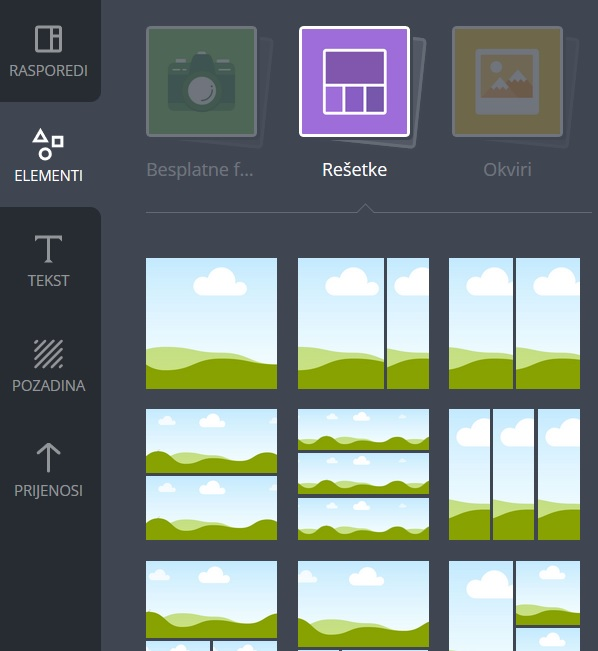 RASPOREDI
ELEMENTI
TEKST
POZADINA
PRIJENOSI
Besplatne f...
Rešetke
Okviri